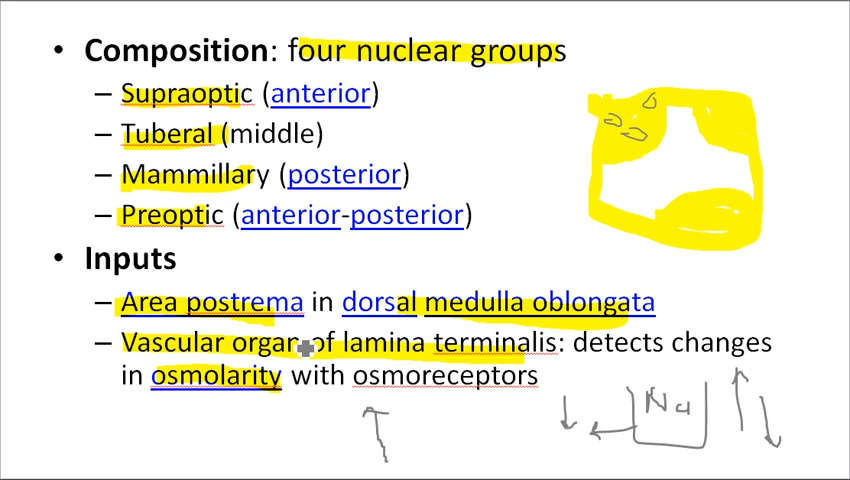 • Composition: four nuclear groups
– Supraoptic (anterior)
– Tuberal (middle)
– Mammillary (posterior)
– Preoptic (anterior-posterior)
• Inputs
– Area postrema in dorsal medulla oblongata
– Vascular organ of lamina terminalis: detects changes
in osmolarity with osmoreceptors
Na